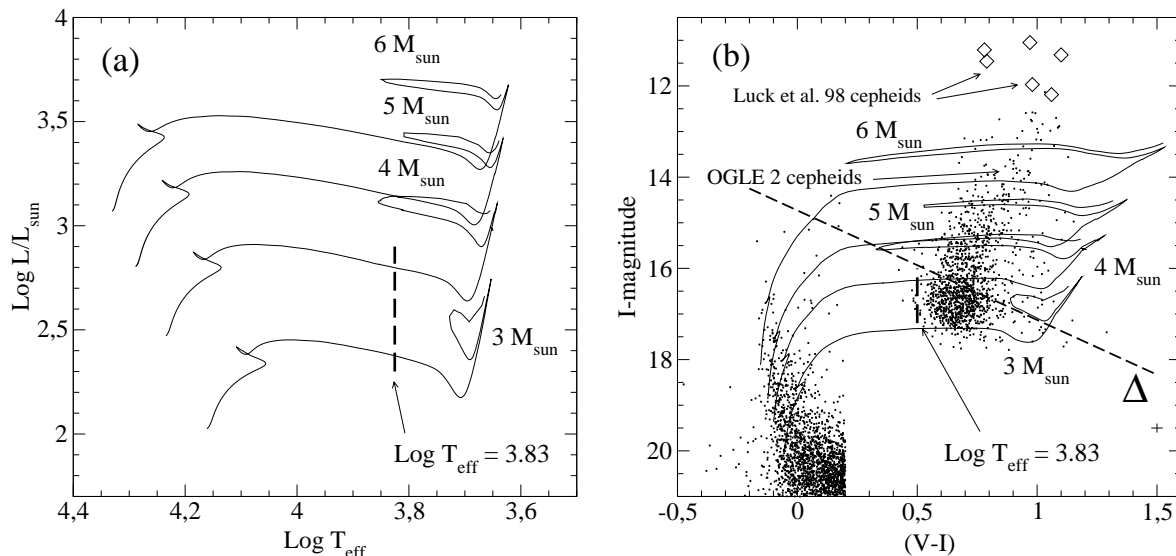 (a)
4
3,5
3
2,5
2
Log L/L_sun
6 M_sun
5 M_sun
4 M_sun
3 M_sun
Log T_eff = 3.83
4,4
4,2
4
3,8
3,6
Log T_eff
(b)
12
14
16
18
20
I-magnitude
Luck et al. 98 cepheids
6 M_sun
OGLE 2 cepheids
5 M_sun
4 M_sun
3 M_sun
Δ
Log T_eff = 3.83
-0,5
0
0,5
1
1,5
(V-I)